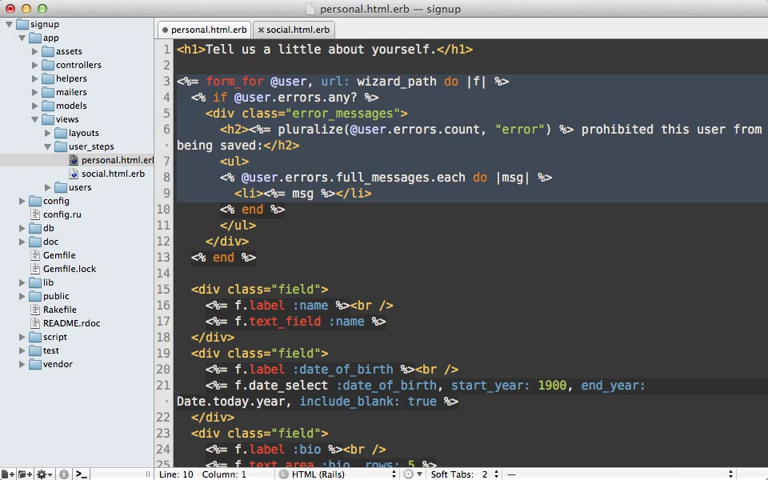 personal.html.erb — signup
signup
app
assets
controllers
helpers
mailers
models
views
layouts
user_steps
personal.html.erl
social.html.erb
users
config
config.ru
db
doc
Gemfile
Gemfile.lock
lib
public
Rakefile
README.rdoc
script
test
vendor
personal.html.erb
social.html.erb
1 <h1>Tell us a little about yourself.</h1>
2
3 <%= form_for @user, url: wizard_path do |f| %>
4 <% if @user.errors.any? %>
5 <div class="error_messages">
6 <h2><%= pluralize(@user.errors.count, "error") %> prohibited this user from
being saved:</h2>
7 <ul>
8 <% @user.errors.full_messages.each do |msg| %>
9 <li><%= msg %></li>
10 <% end %>
11 </ul>
12 </div>
13 <% end %>
14
15 <div class="field">
16 <%= f.label :name %><br />
17 <%= f.text_field :name %>
18 </div>
19 <div class="field">
20 <%= f.label :date_of_birth %><br />
21 <%= f.date_select :date_of_birth, start_year: 1900, end_year:
Date.today.year, include_blank: true %>
22 </div>
23 <div class="field">
24 <%= f.label :bio %><br />
25 <%= f.text_area :bio, rows: 5 %>
Line: 10 Column: 1 HTML (Rails) Soft Tabs: 2 —